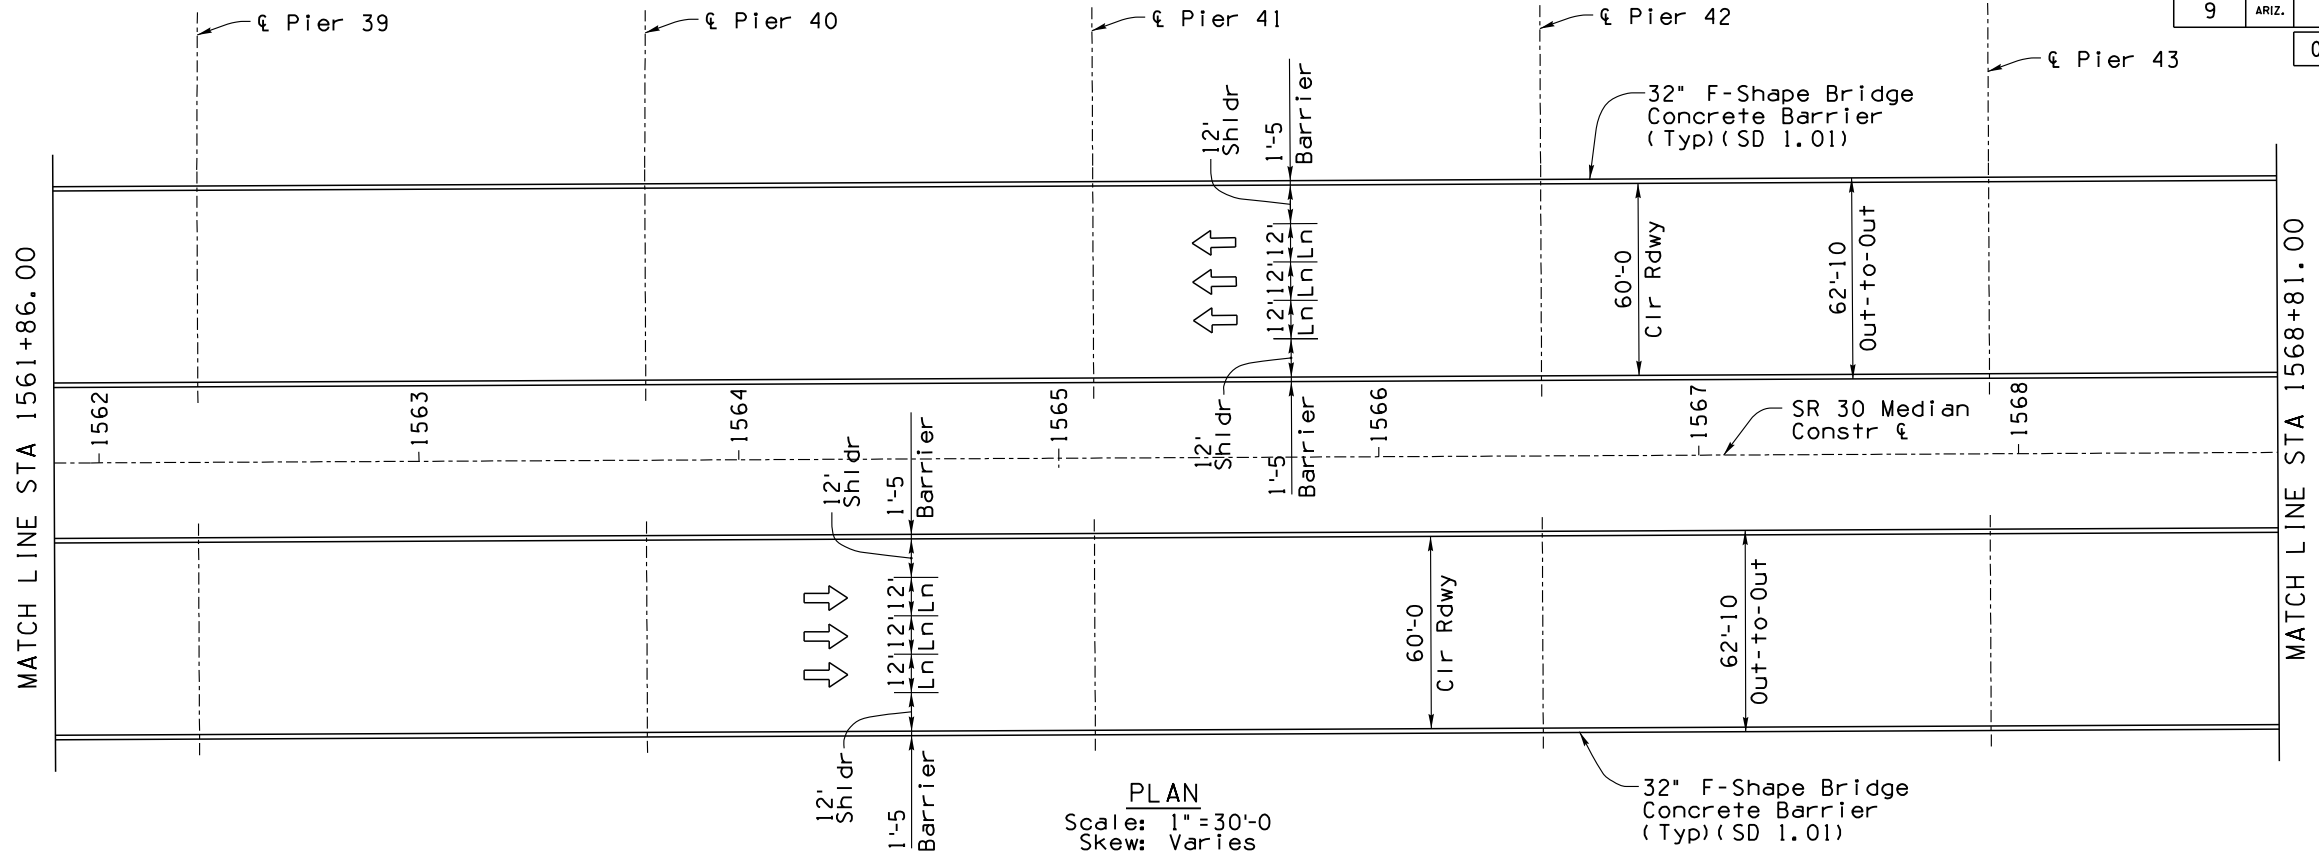 ℄ Pier 39
℄ Pier 40
℄ Pier 41
℄ Pier 42
℄ Pier 43
9
ARIZ.
32" F-Shape Bridge
Concrete Barrier
(Typ)(SD 1.01)
12'
Shldr
1'-5
Barrier
12'
Ln
12'
Ln
12'
Ln
12'
Shldr
1'-5
Barrier
60'-0
Clr Rdwy
62'-10
Out-to-Out
MATCH LINE STA 1561+86.00
MATCH LINE STA 1568+81.00
1562
1563
1564
1565
1566
1567
1568
SR 30 Median
Constr ℄
12'
Shldr
1'-5
Barrier
12'
Ln
12'
Ln
12'
Ln
12'
Shldr
1'-5
Barrier
60'-0
Clr Rdwy
62'-10
Out-to-Out
32" F-Shape Bridge
Concrete Barrier
(Typ)(SD 1.01)
PLAN
Scale: 1"=30'-0
Skew: Varies